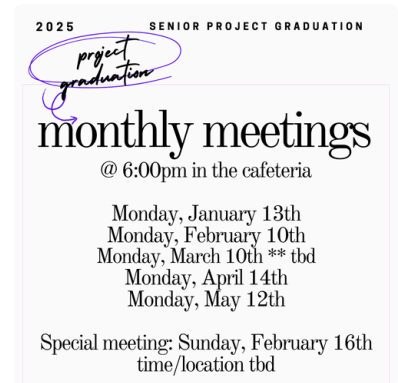 2025 SENIOR PROJECT GRADUATION
project
graduation
monthly meetings
@ 6:00pm in the cafeteria
Monday, January 13th
Monday, February 10th
Monday, March 10th ** tbd
Monday, April 14th
Monday, May 12th
Special meeting: Sunday, February 16th
time/location tbd